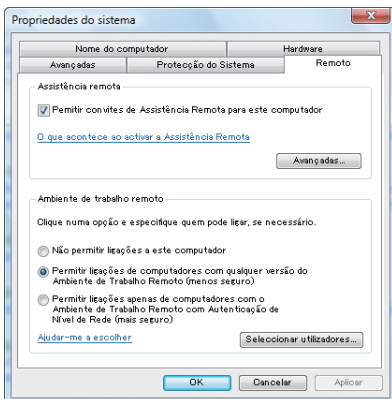 Propriedades do sistema
Nome do computador
Hardware
Avançadas
Protecção do Sistema
Remoto
Assistência remota
Pemitir convites de Assistência Remota para este computador
O que acontece ao activar a Assistência Remota
Avançadas...
Ambiente de trabalho remoto
Clique numa opção e especifique quem pode ligar, se necessário.
Não permitir ligações a este computador
Permitir ligações de computadores com qualquer versão do
Ambiente de Trabalho Remoto (menos seguro)
Permitir ligações apenas de computadores com o
Ambiente de Trabalho Remoto com Autenticação de
Nível de Rede (mais seguro)
Ajudar-me a escolher
Seleccionar utilizadores...
OK
Cancelar
Aplicar